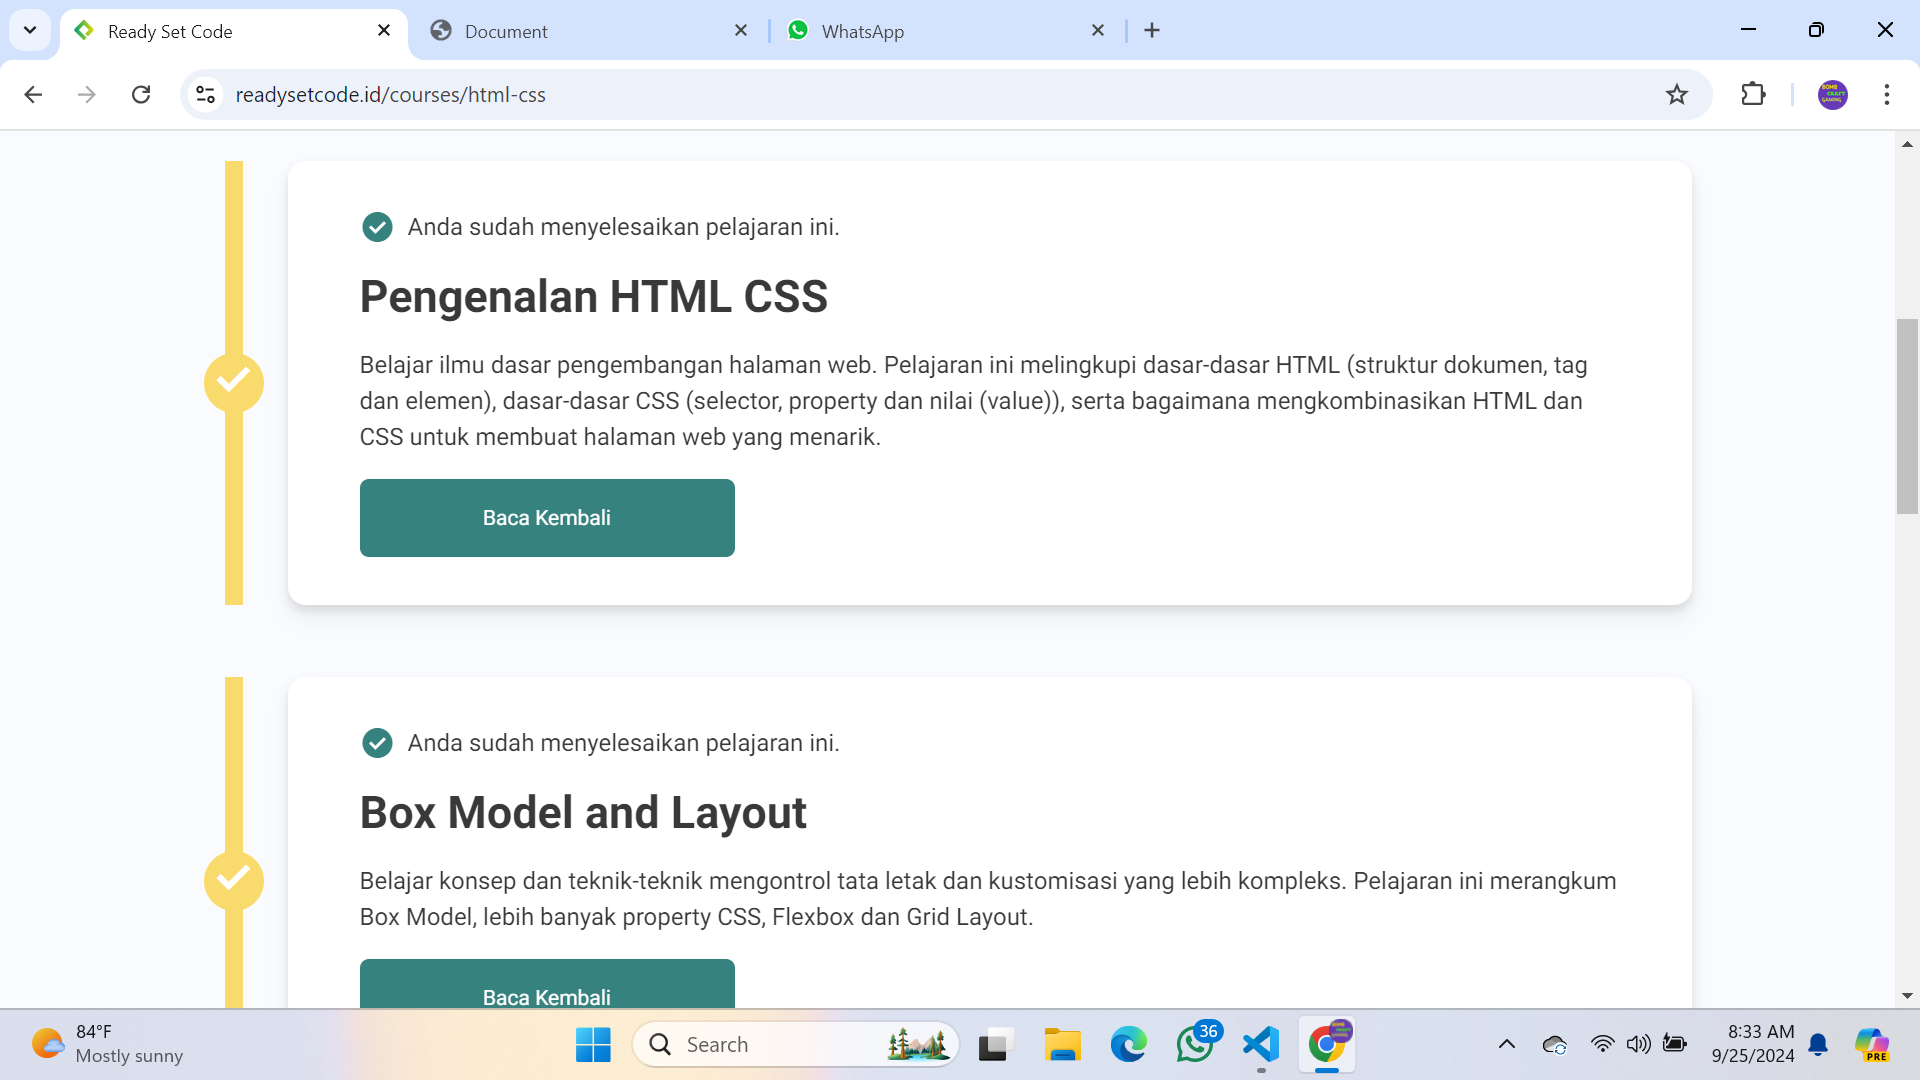 Ready Set Code
Document
WhatsApp
readysetcode.id/courses/html-css
BOMB
CRAFT
GAMING
Anda sudah menyelesaikan pelajaran ini.
Pengenalan HTML CSS
Belajar ilmu dasar pengembangan halaman web. Pelajaran ini melingkupi dasar-dasar HTML (struktur dokumen, tag
dan elemen), dasar-dasar CSS (selector, property dan nilai (value)), serta bagaimana mengkombinasikan HTML dan
CSS untuk membuat halaman web yang menarik.
Baca Kembali
Anda sudah menyelesaikan pelajaran ini.
Box Model and Layout
Belajar konsep dan teknik-teknik mengontrol tata letak dan kustomisasi yang lebih kompleks. Pelajaran ini merangkum
Box Model, lebih banyak property CSS, Flexbox dan Grid Layout.
Baca Kembali
84°F
Mostly sunny
Search
36
8:33 AM
9/25/2024
PRE